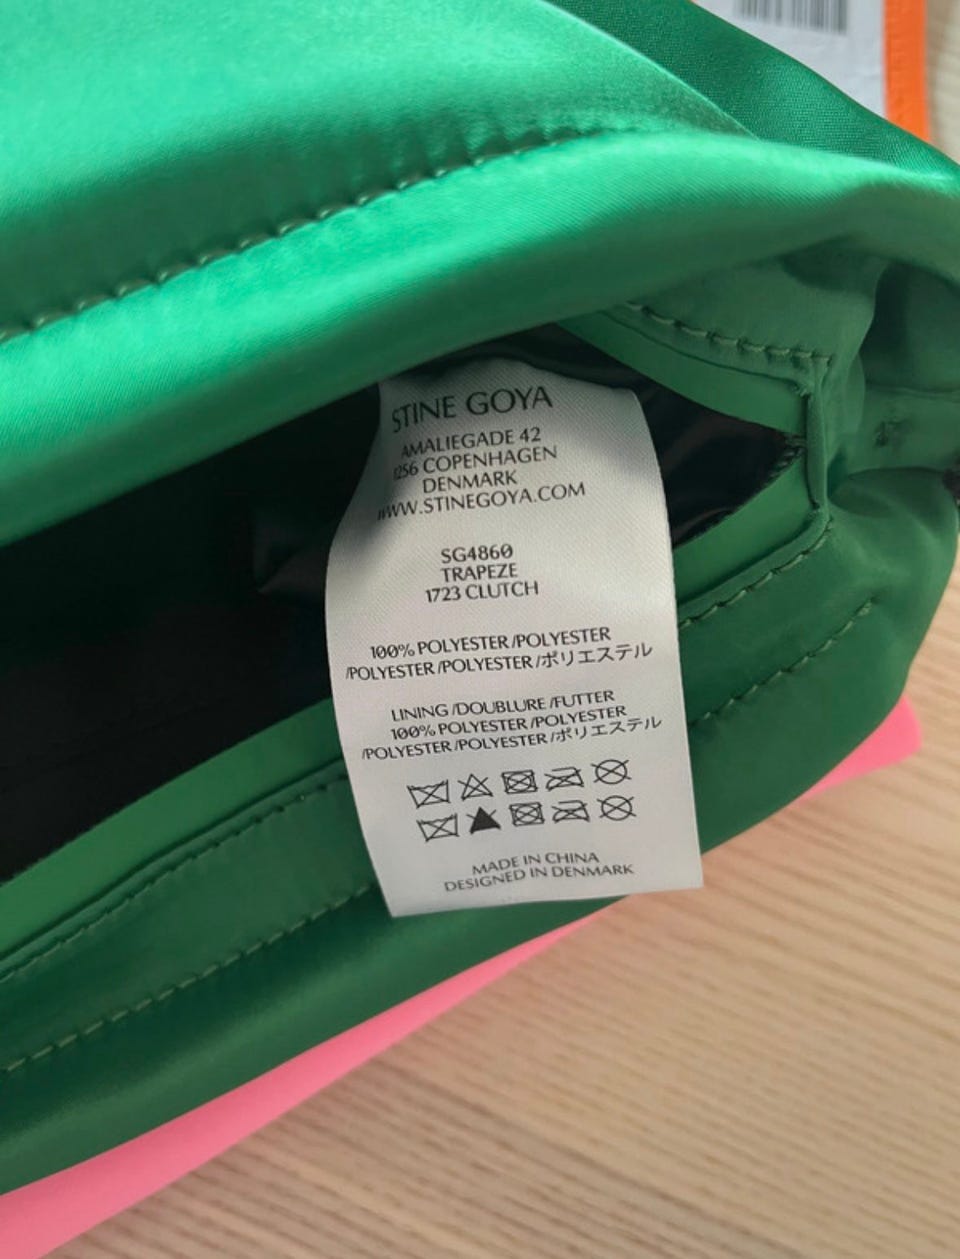 STINE GOYA
AMALIEGADE 42
1256 COPENHAGEN
DENMARK
WWW.STINEGOYA.COM
SG4860
TRAPEZE
1723 CLUTCH
100% POLYESTER/POLYESTER
/POLYESTER/POLYESTER/ポリエステル
LINING/DOUBLURE/FUTTER
100% POLYESTER/POLYESTER
/POLYESTER/POLYESTER/ポリエステル
MADE IN CHINA
DESIGNED IN DENMARK